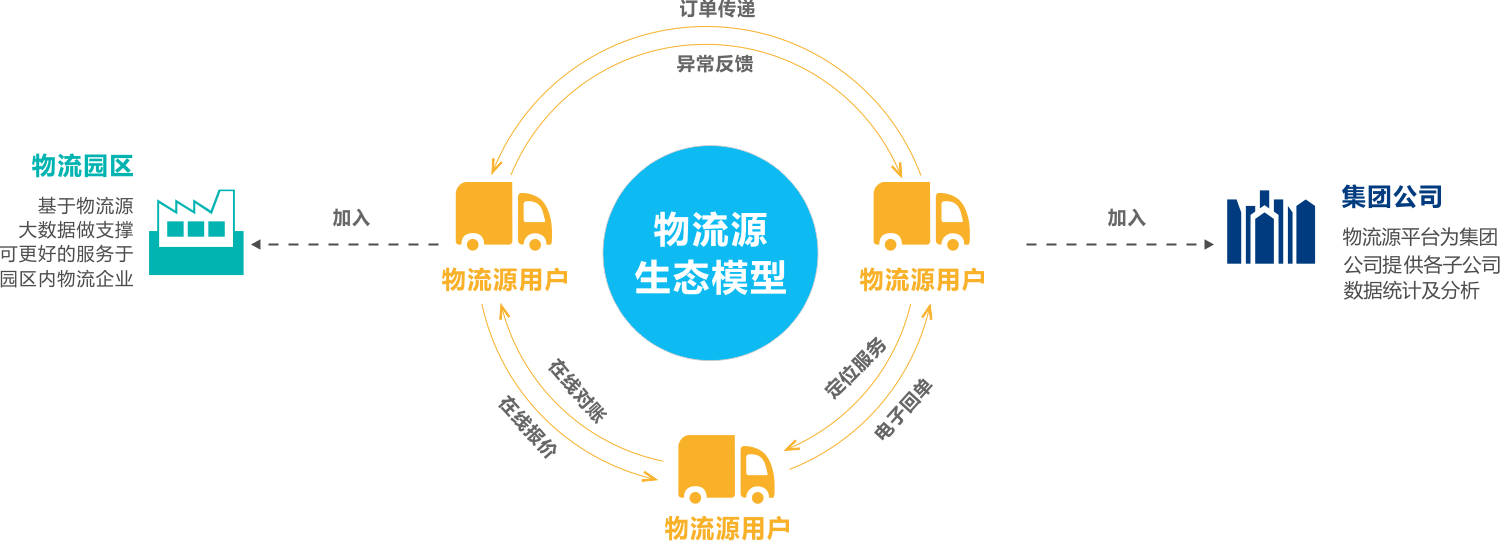 订单传递
异常反馈
物流园区
基于物流源
大数据做支撑
可更好的服务于
园区内物流企业
加入
物流源用户
物流源
生态模型
物流源用户
加入
集团公司
物流源平台为集团
公司提供各子公司
数据统计及分析
在线对账
在线报价
定位服务
电子回单
物流源用户